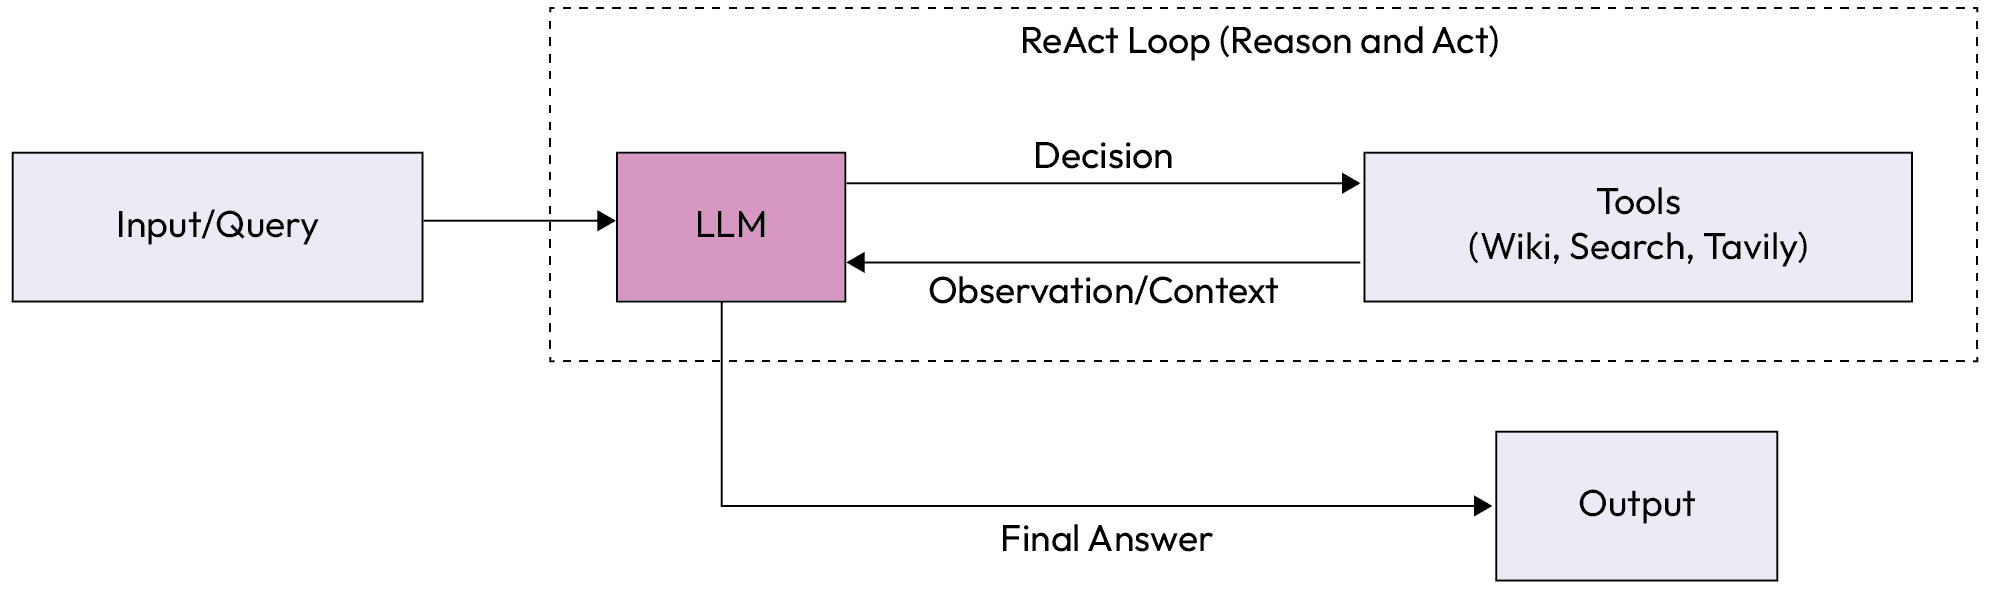 ReAct Loop (Reason and Act)
Input/Query
LLM
Decision
Observation/Context
Tools
(Wiki, Search, Tavily)
Final Answer
Output